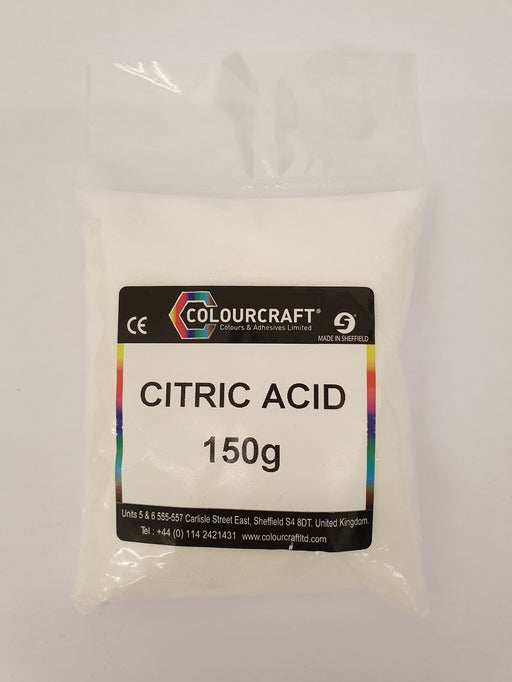 CE
COLOURCRAFT®
Colours & Adhesives Limited
MADE IN SHEFFIELD
CITRIC ACID
150g
Units 5 & 6 555-557 Carlisle Street East, Sheffield S4 8DT. United Kingdom.
Tel : +44 (0) 114 2421431 www.colourcraftltd.com